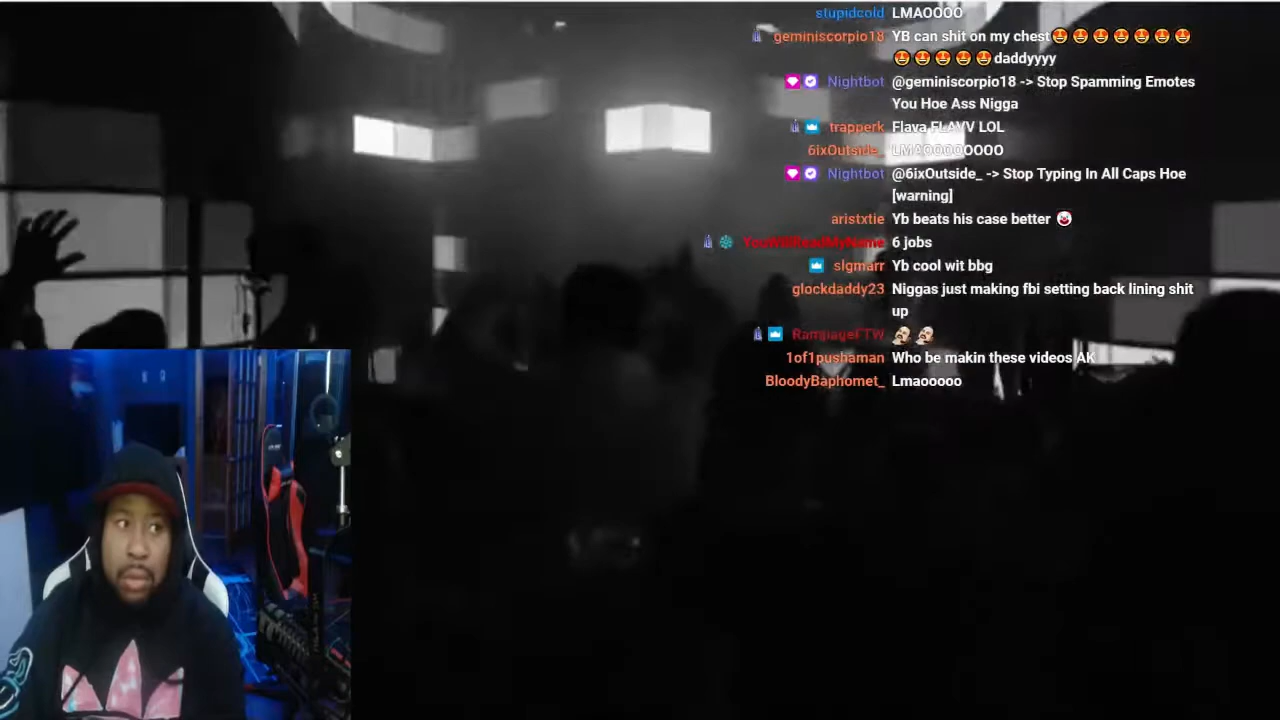 stupidcold LMAOOOO
geminiscorpio18 YB can shit on my chest🤩🤩🤩🤩🤩🤩🤩
🤩🤩🤩🤩🤩daddyyyy
Nightbot @geminiscorpio18 -> Stop Spamming Emotes
You Hoe Ass Nigga
trapperk Flava FLAVV LOL
6ixOutside_ LMAOOOOOOOO
Nightbot @6ixOutside_ -> Stop Typing In All Caps Hoe
[warning]
aristxtie Yb beats his case better 🤡
YouWillReadMyName 6 jobs
slgmarr Yb cool wit bbg
glockdaddy23 Niggas just making fbi setting back lining shit
up
RampageFTW
1of1pushaman Who be makin these videos AK
BloodyBaphomet_ Lmaooooo